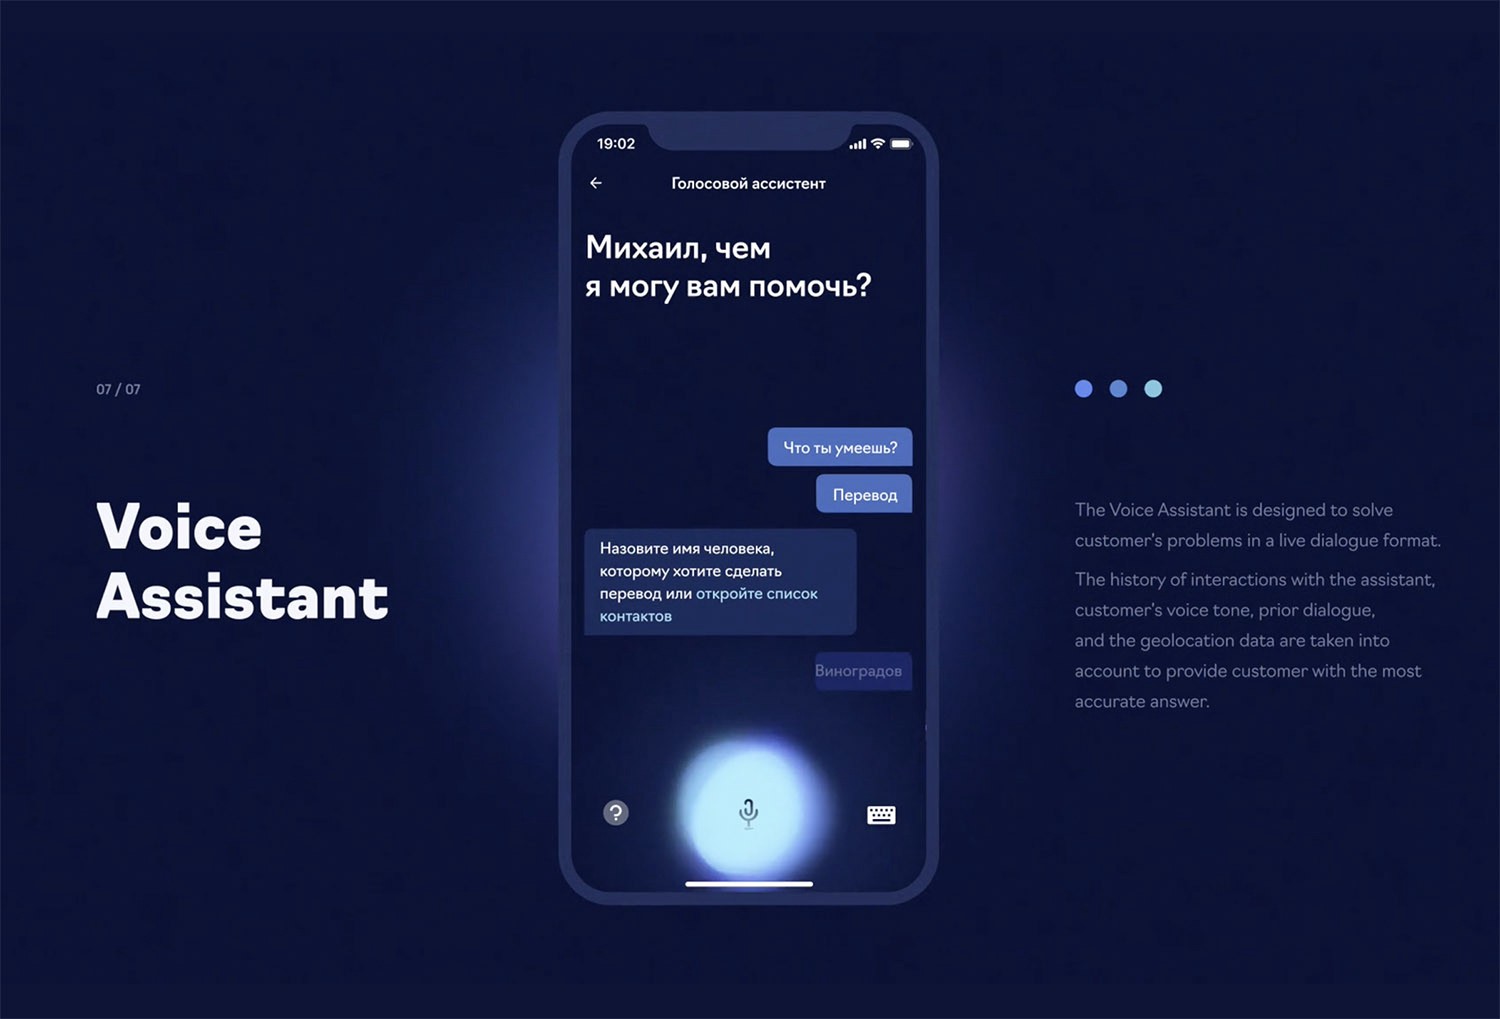 07 / 07
Voice
Assistant
19:02
Голосовой ассистент
Михаил, чем
я могу вам помочь?
Что ты умеешь?
Перевод
Назовите имя человека,
которому хотите сделать
перевод или откройте список
контактов
Виноградов
?
The Voice Assistant is designed to solve
customer's problems in a live dialogue format.
The history of interactions with the assistant,
customer's voice tone, prior dialogue,
and the geolocation data are taken into
account to provide customer with the most
accurate answer.